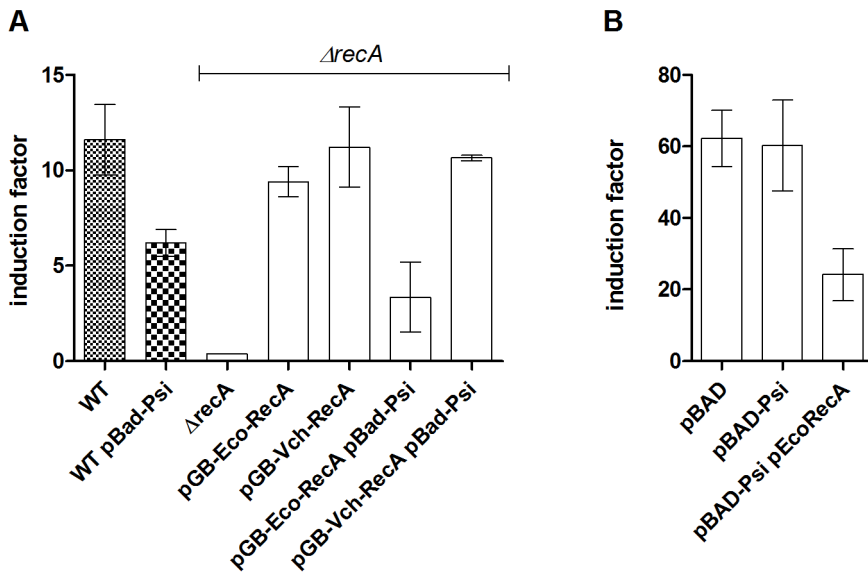 A
ΔrecA
induction factor
15
10
5
0
WT
WT pBad-Psi
ΔrecA
pGB-Eco-RecA
pGB-Vch-RecA
pGB-Eco-RecA pBad-Psi
pGB-Vch-RecA pBad-Psi
B
induction factor
80
60
40
20
0
pBAD
pBAD-Psi
pBAD-Psi pEcoRecA